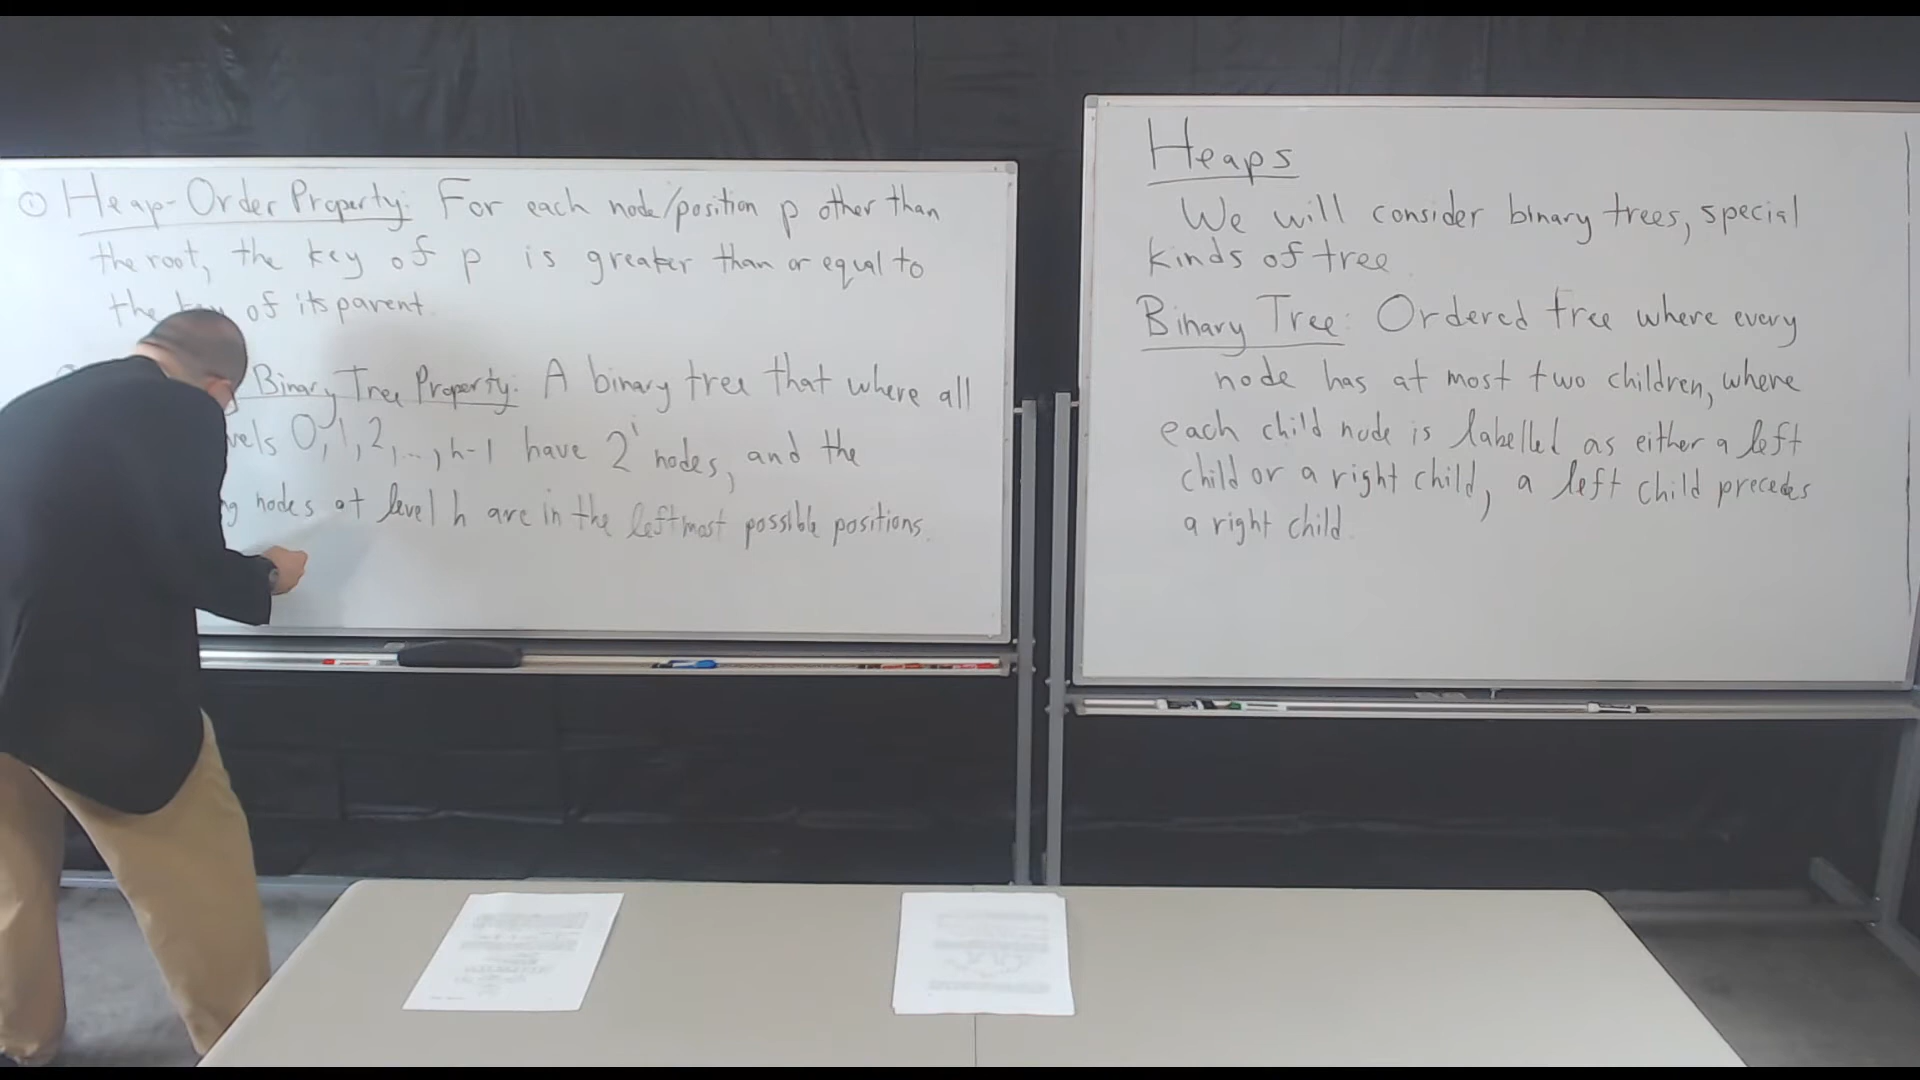 ① Heap-Order Property: For each node/position p other than
the root, the key of p is greater than or equal to
the of its parent.
Binary Tree Property: A binary tree that where all
0, 1, 2, ..., h-1 have 2^i nodes, and the
nodes at level h are in the leftmost possible positions.
Heaps
We will consider binary trees, special
kinds of tree
Binary Tree: Ordered tree where every
node has at most two children, where
each child node is labelled as either a left
child or a right child, a left child precedes
a right child.